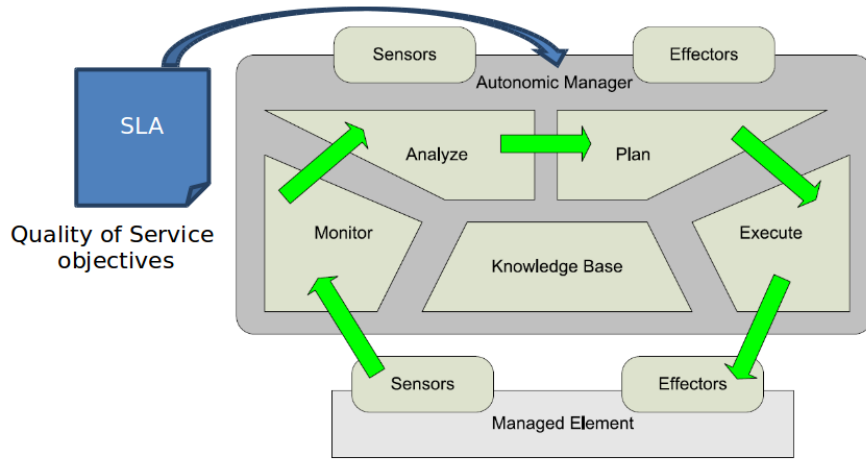 Sensors
Effectors
Autonomic Manager
SLA
Analyze
Plan
Quality of Service
objectives
Monitor
Execute
Knowledge Base
Sensors
Effectors
Managed Element